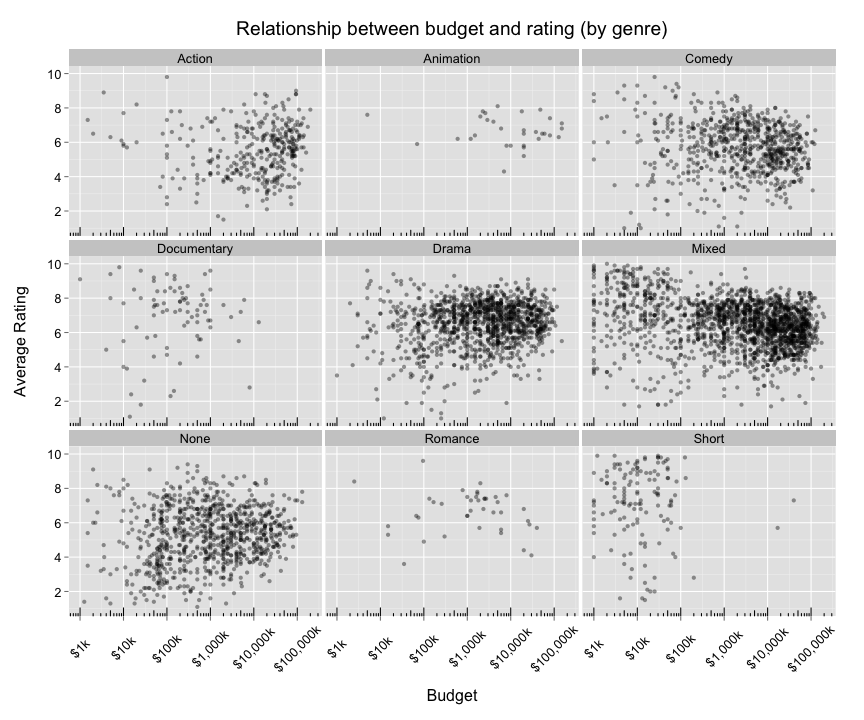 Relationship between budget and rating (by genre)
Action Animation Comedy
10
8
6
4
2
Documentary Drama Mixed
10
8
6
4
2
None Romance Short
10
8
6
4
2
Average Rating
$1k $10k $100k $1,000k $10,000k $100,000k $1k $10k $100k $1,000k $10,000k $100,000k $1k $10k $100k $1,000k $10,000k $100,000k
Budget